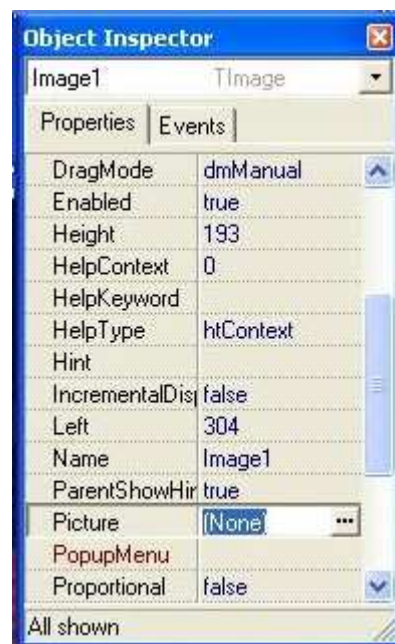 Object Inspector
Image1 TImage
Properties Events
DragMode dmManual
Enabled true
Height 193
HelpContext 0
HelpKeyword
HelpType htContext
Hint
IncrementalDisp false
Left 304
Name Image1
ParentShowHin true
Picture (None) ...
PopupMenu
Proportional false
All shown